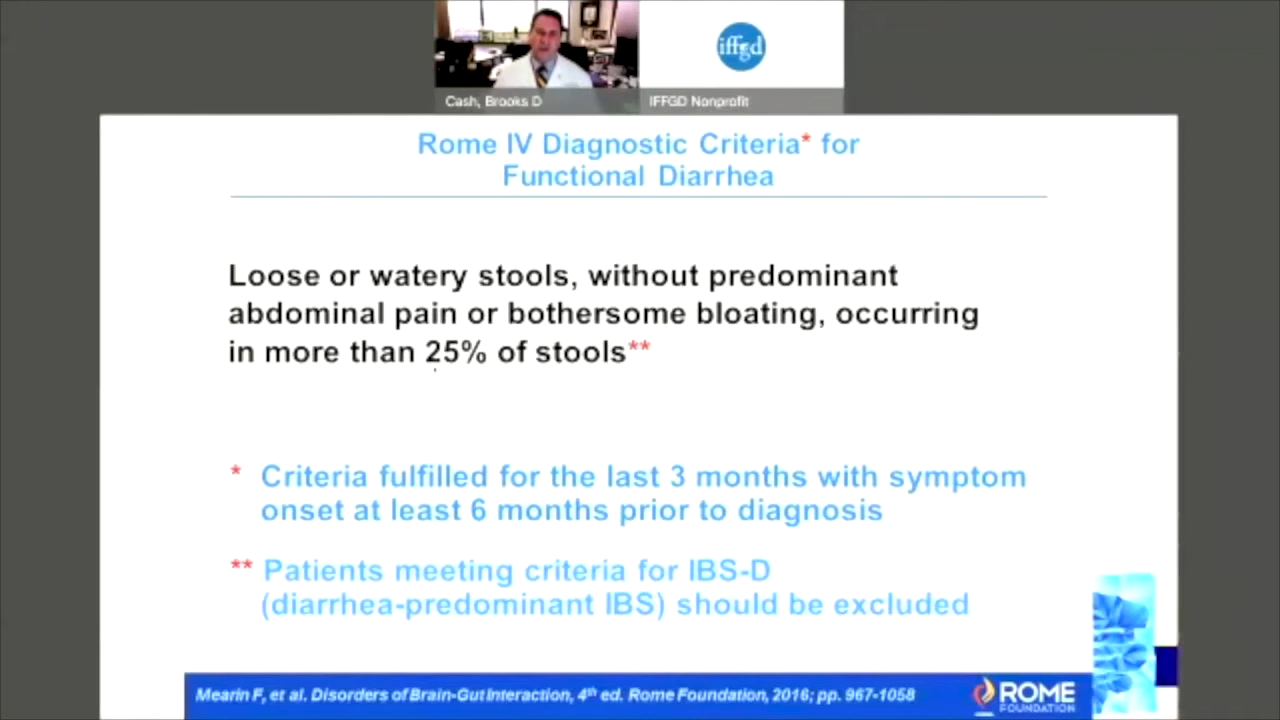 iffgd
Cash, Brooks D
IFFGD Nonprofit
Rome IV Diagnostic Criteria* for
Functional Diarrhea
Loose or watery stools, without predominant
abdominal pain or bothersome bloating, occurring
in more than 25% of stools**
* Criteria fulfilled for the last 3 months with symptom
onset at least 6 months prior to diagnosis
** Patients meeting criteria for IBS-D
(diarrhea-predominant IBS) should be excluded
Mearin F, et al. Disorders of Brain-Gut Interaction, 4th ed. Rome Foundation, 2016; pp. 967-1058
ROME
FOUNDATION